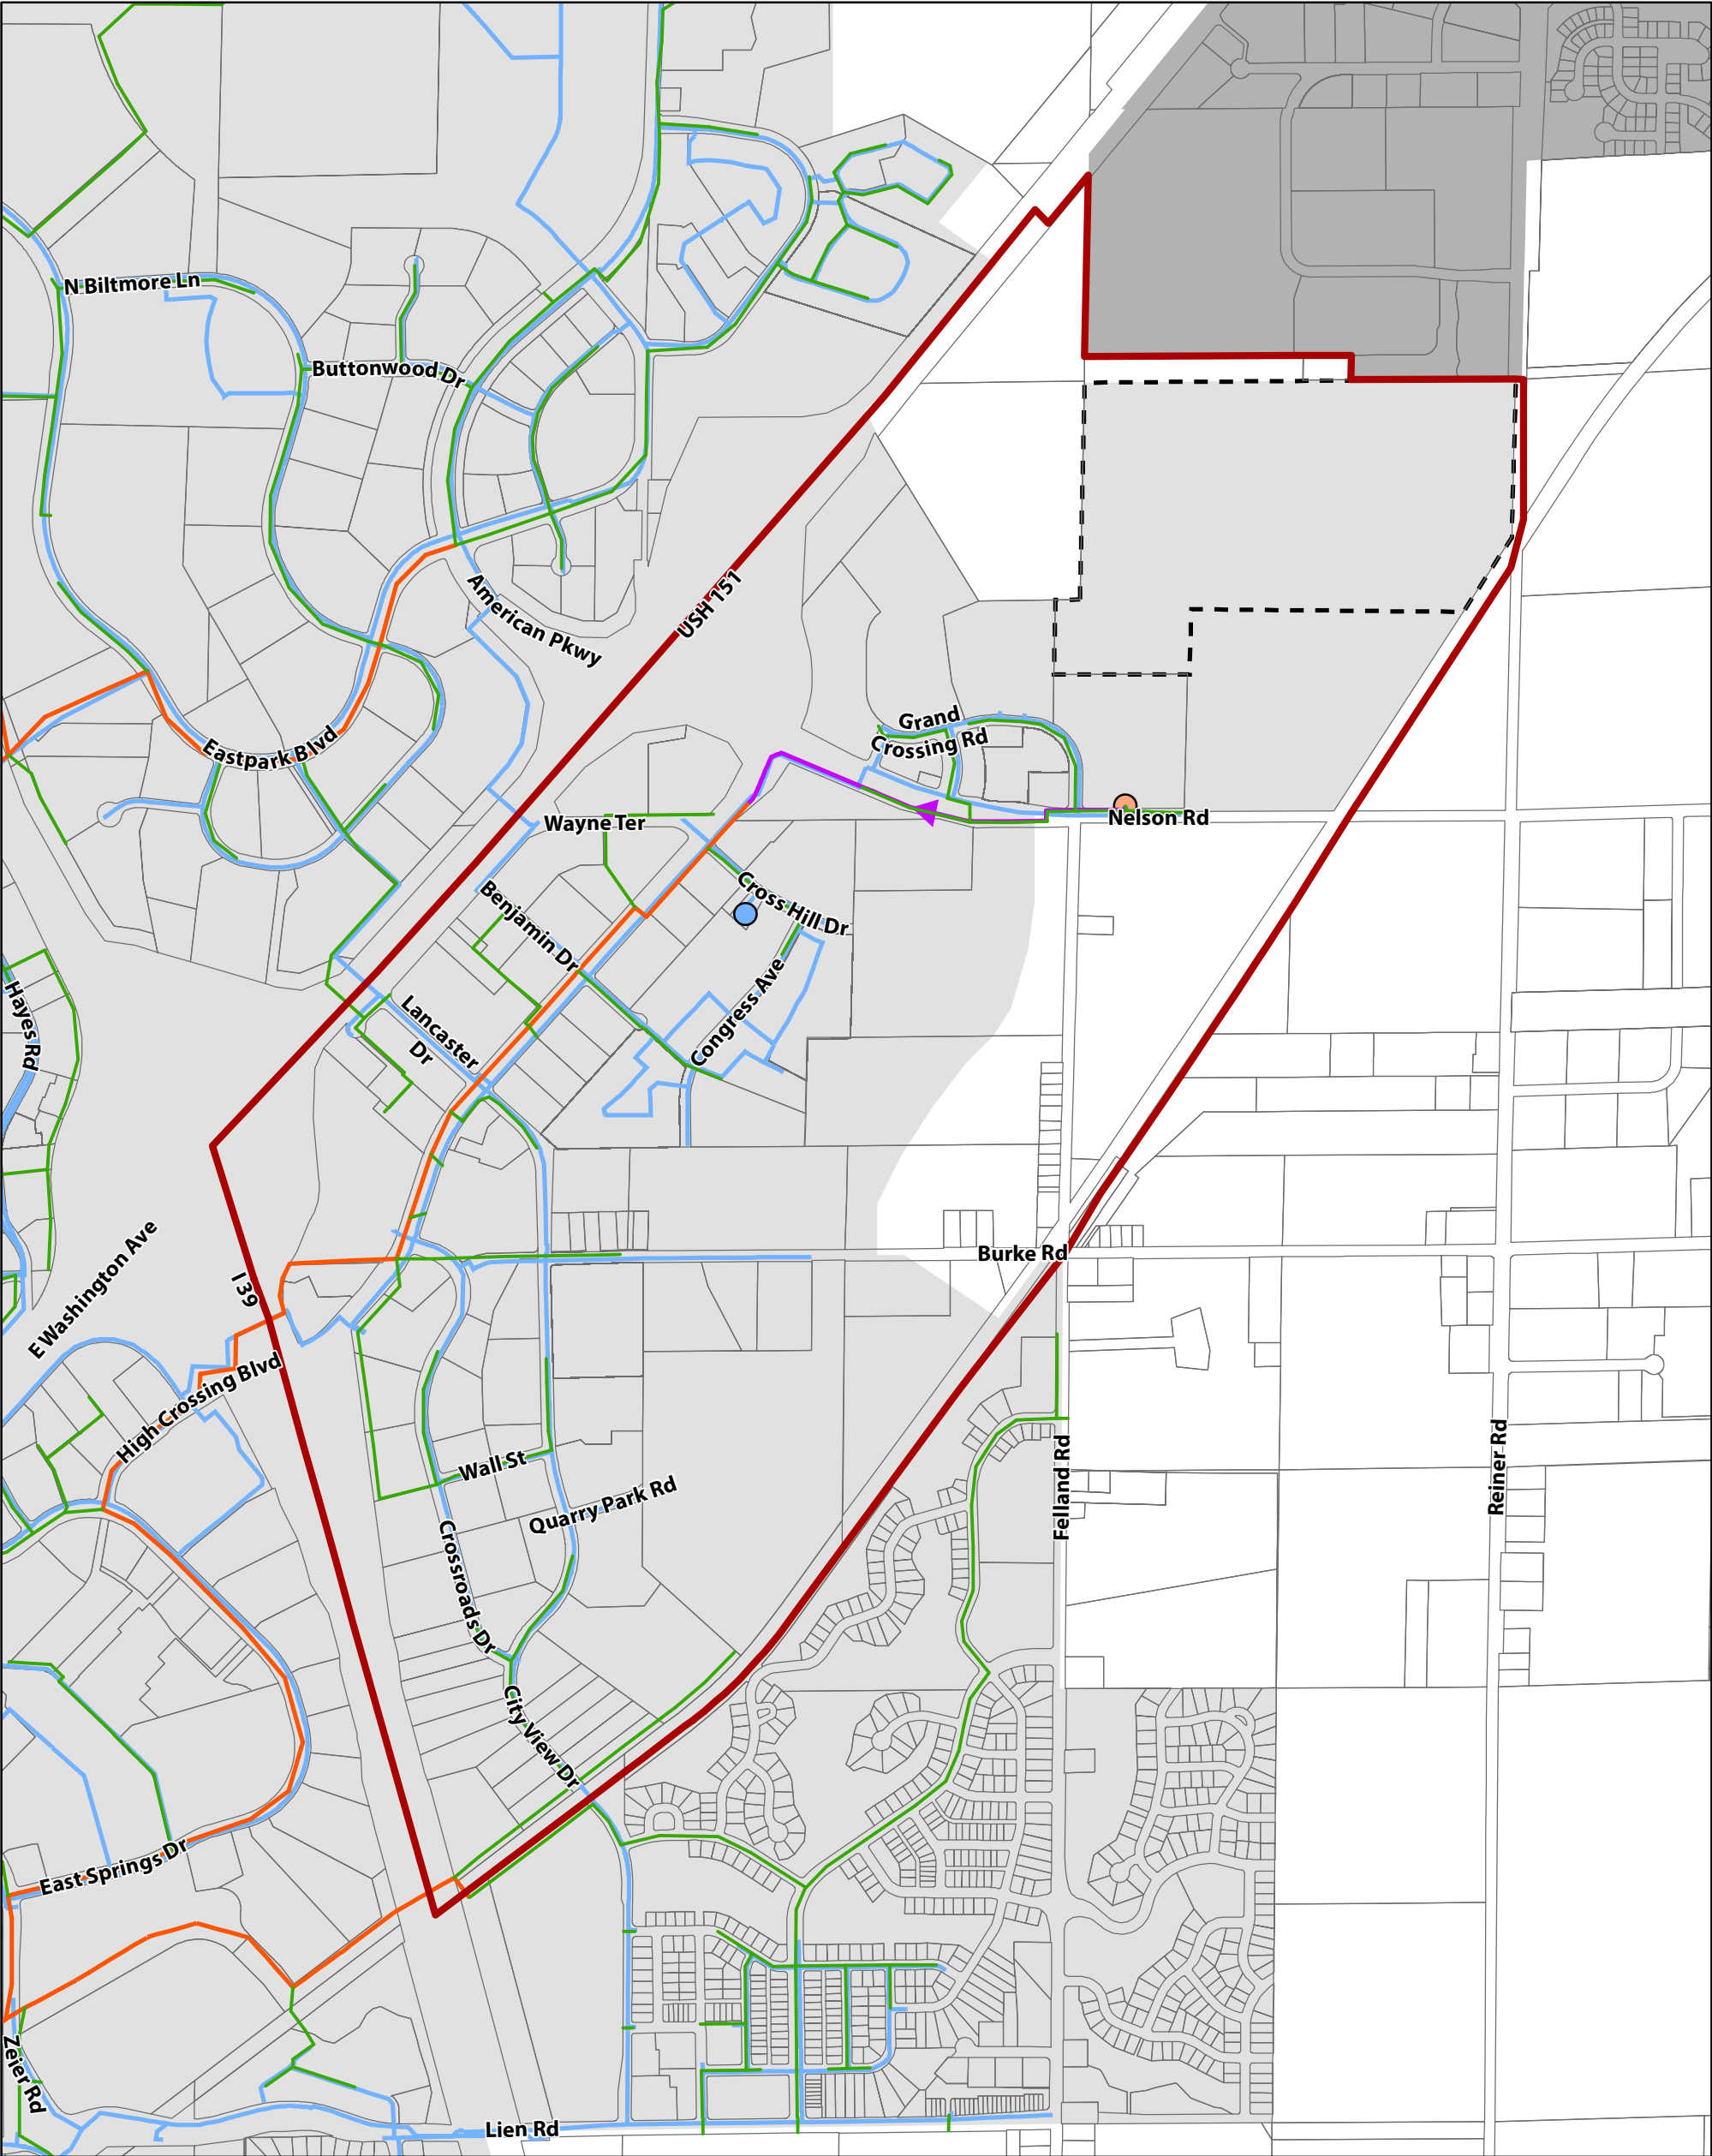 N Biltmore Ln
Buttonwood Dr
American Pkwy
USH 151
Eastpark Blvd
Grand
Crossing Rd
Nelson Rd
Wayne Ter
Cross Hill Dr
Benjamin Dr
Congress Ave
Lancaster
Dr
Hayes Rd
E Washington Ave
I 39
Burke Rd
High Crossing Blvd
Wall St
Quarry Park Rd
Felland Rd
Reiner Rd
Crossroads Dr
City View Dr
East Springs Dr
Zeier Rd
Lien Rd